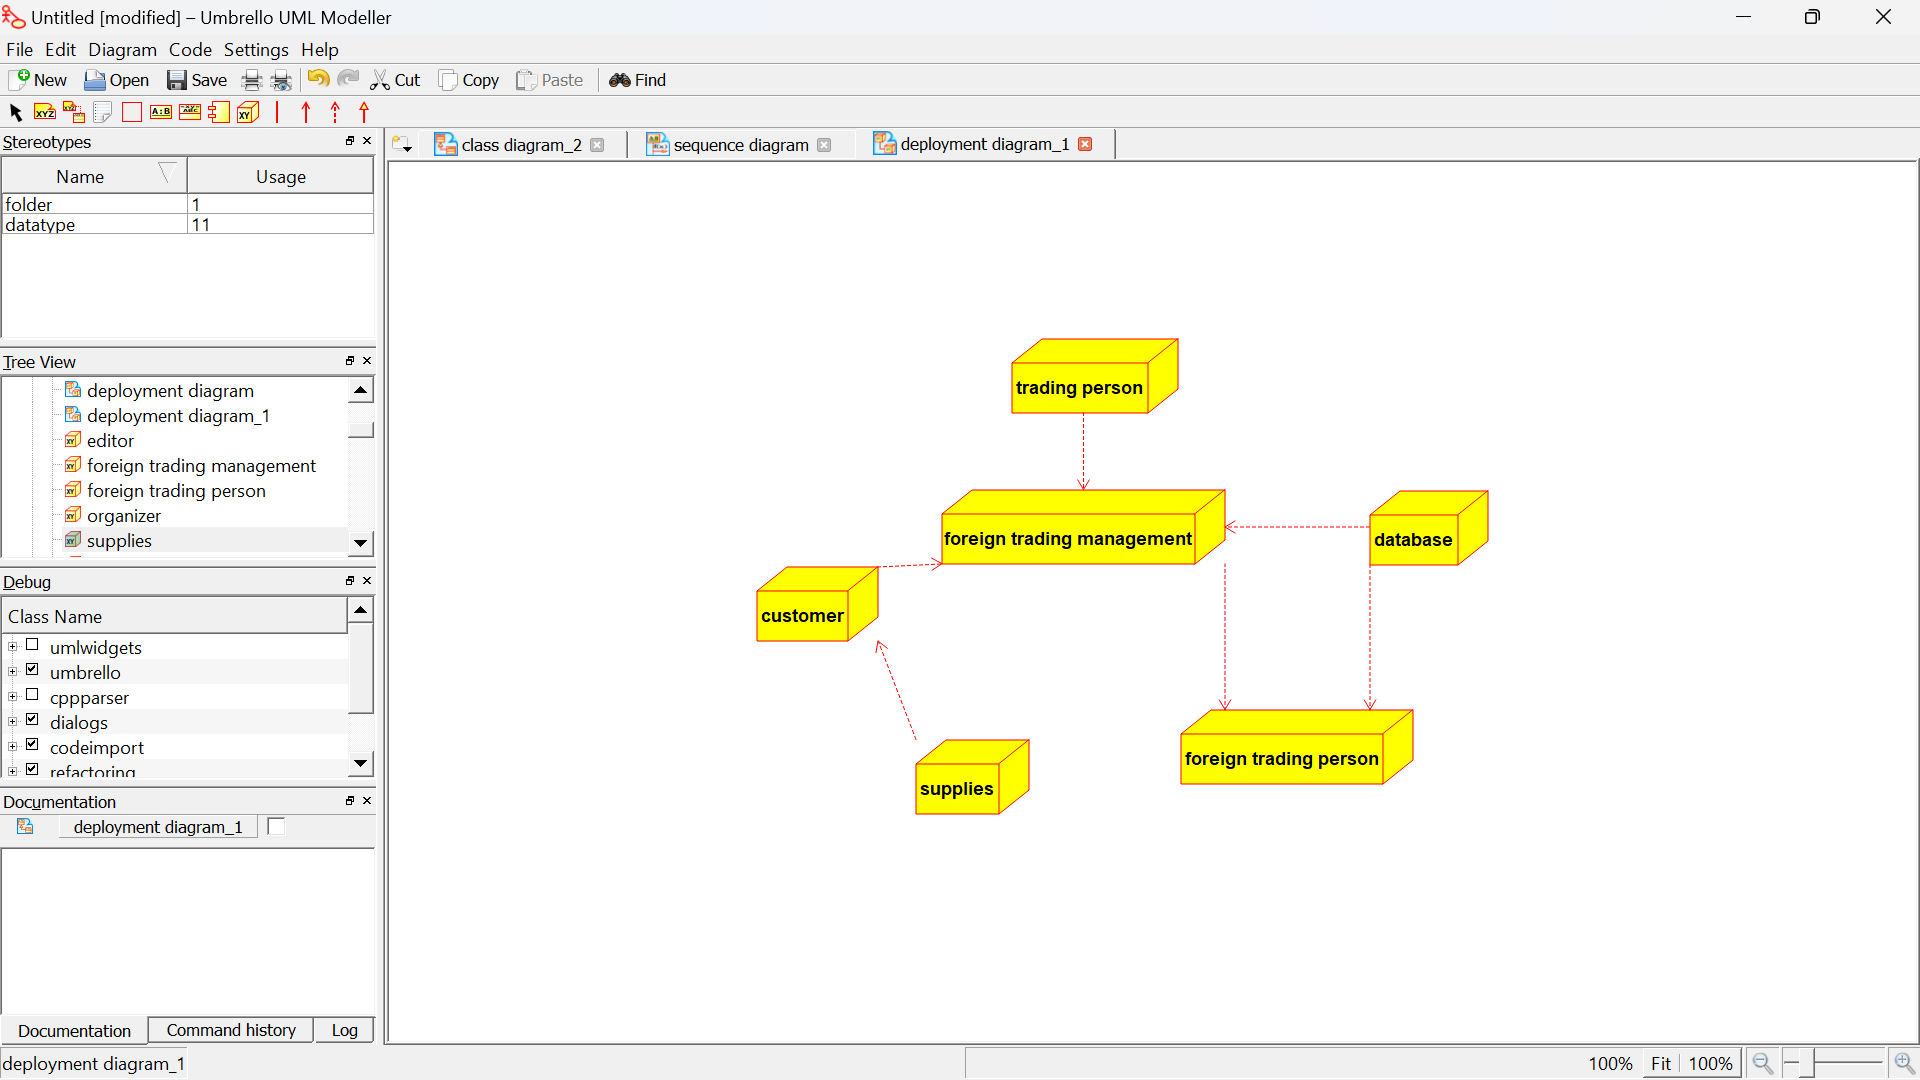 Untitled [modified] – Umbrello UML Modeller
File Edit Diagram Code Settings Help
New Open Save Cut Copy Paste Find
Stereotypes
Name Usage
folder 1
datatype 11
Tree View
deployment diagram
deployment diagram_1
editor
foreign trading management
foreign trading person
organizer
supplies
Debug
Class Name
umlwidgets
umbrello
cppparser
dialogs
codeimport
refactoring
Documentation
deployment diagram_1
Documentation Command history Log
class diagram_2 sequence diagram deployment diagram_1
trading person
foreign trading management
database
customer
foreign trading person
supplies
deployment diagram_1
100% Fit 100%